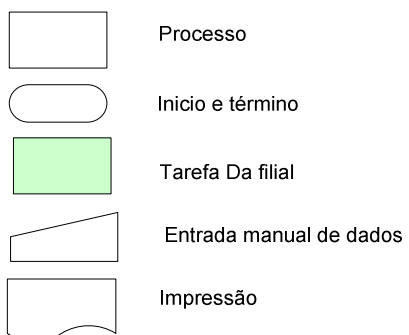 Processo
Inicio e término
Tarefa Da filial
Entrada manual de dados
Impressão